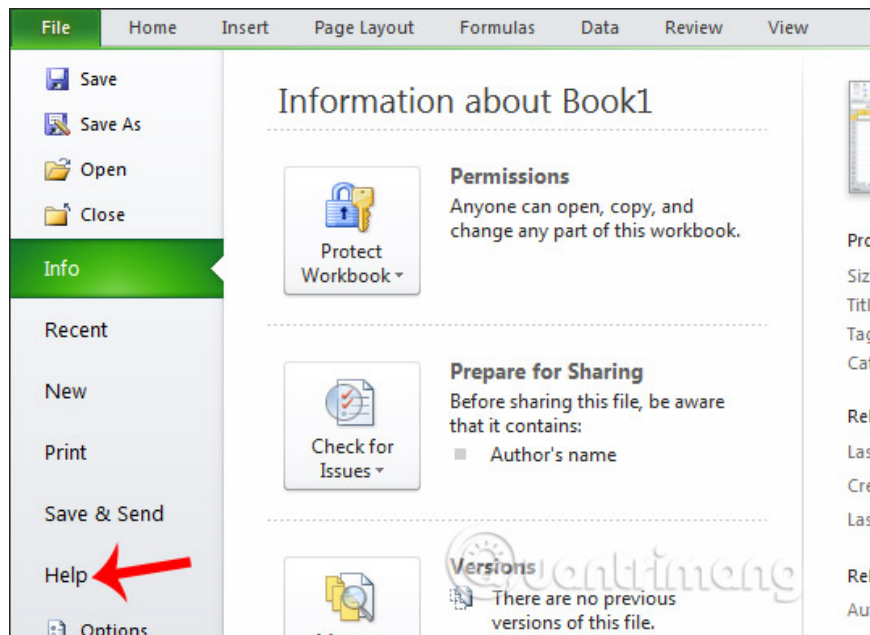 File Home Insert Page Layout Formulas Data Review View
Save
Save As
Open
Close
Info
Recent
New
Print
Save & Send
Help
Options
Information about Book1
Protect
Workbook
Permissions
Anyone can open, copy, and
change any part of this workbook.
Check for
Issues
Prepare for Sharing
Before sharing this file, be aware
that it contains:
Author's name
Versions
There are no previous
versions of this file.
Quantrimang